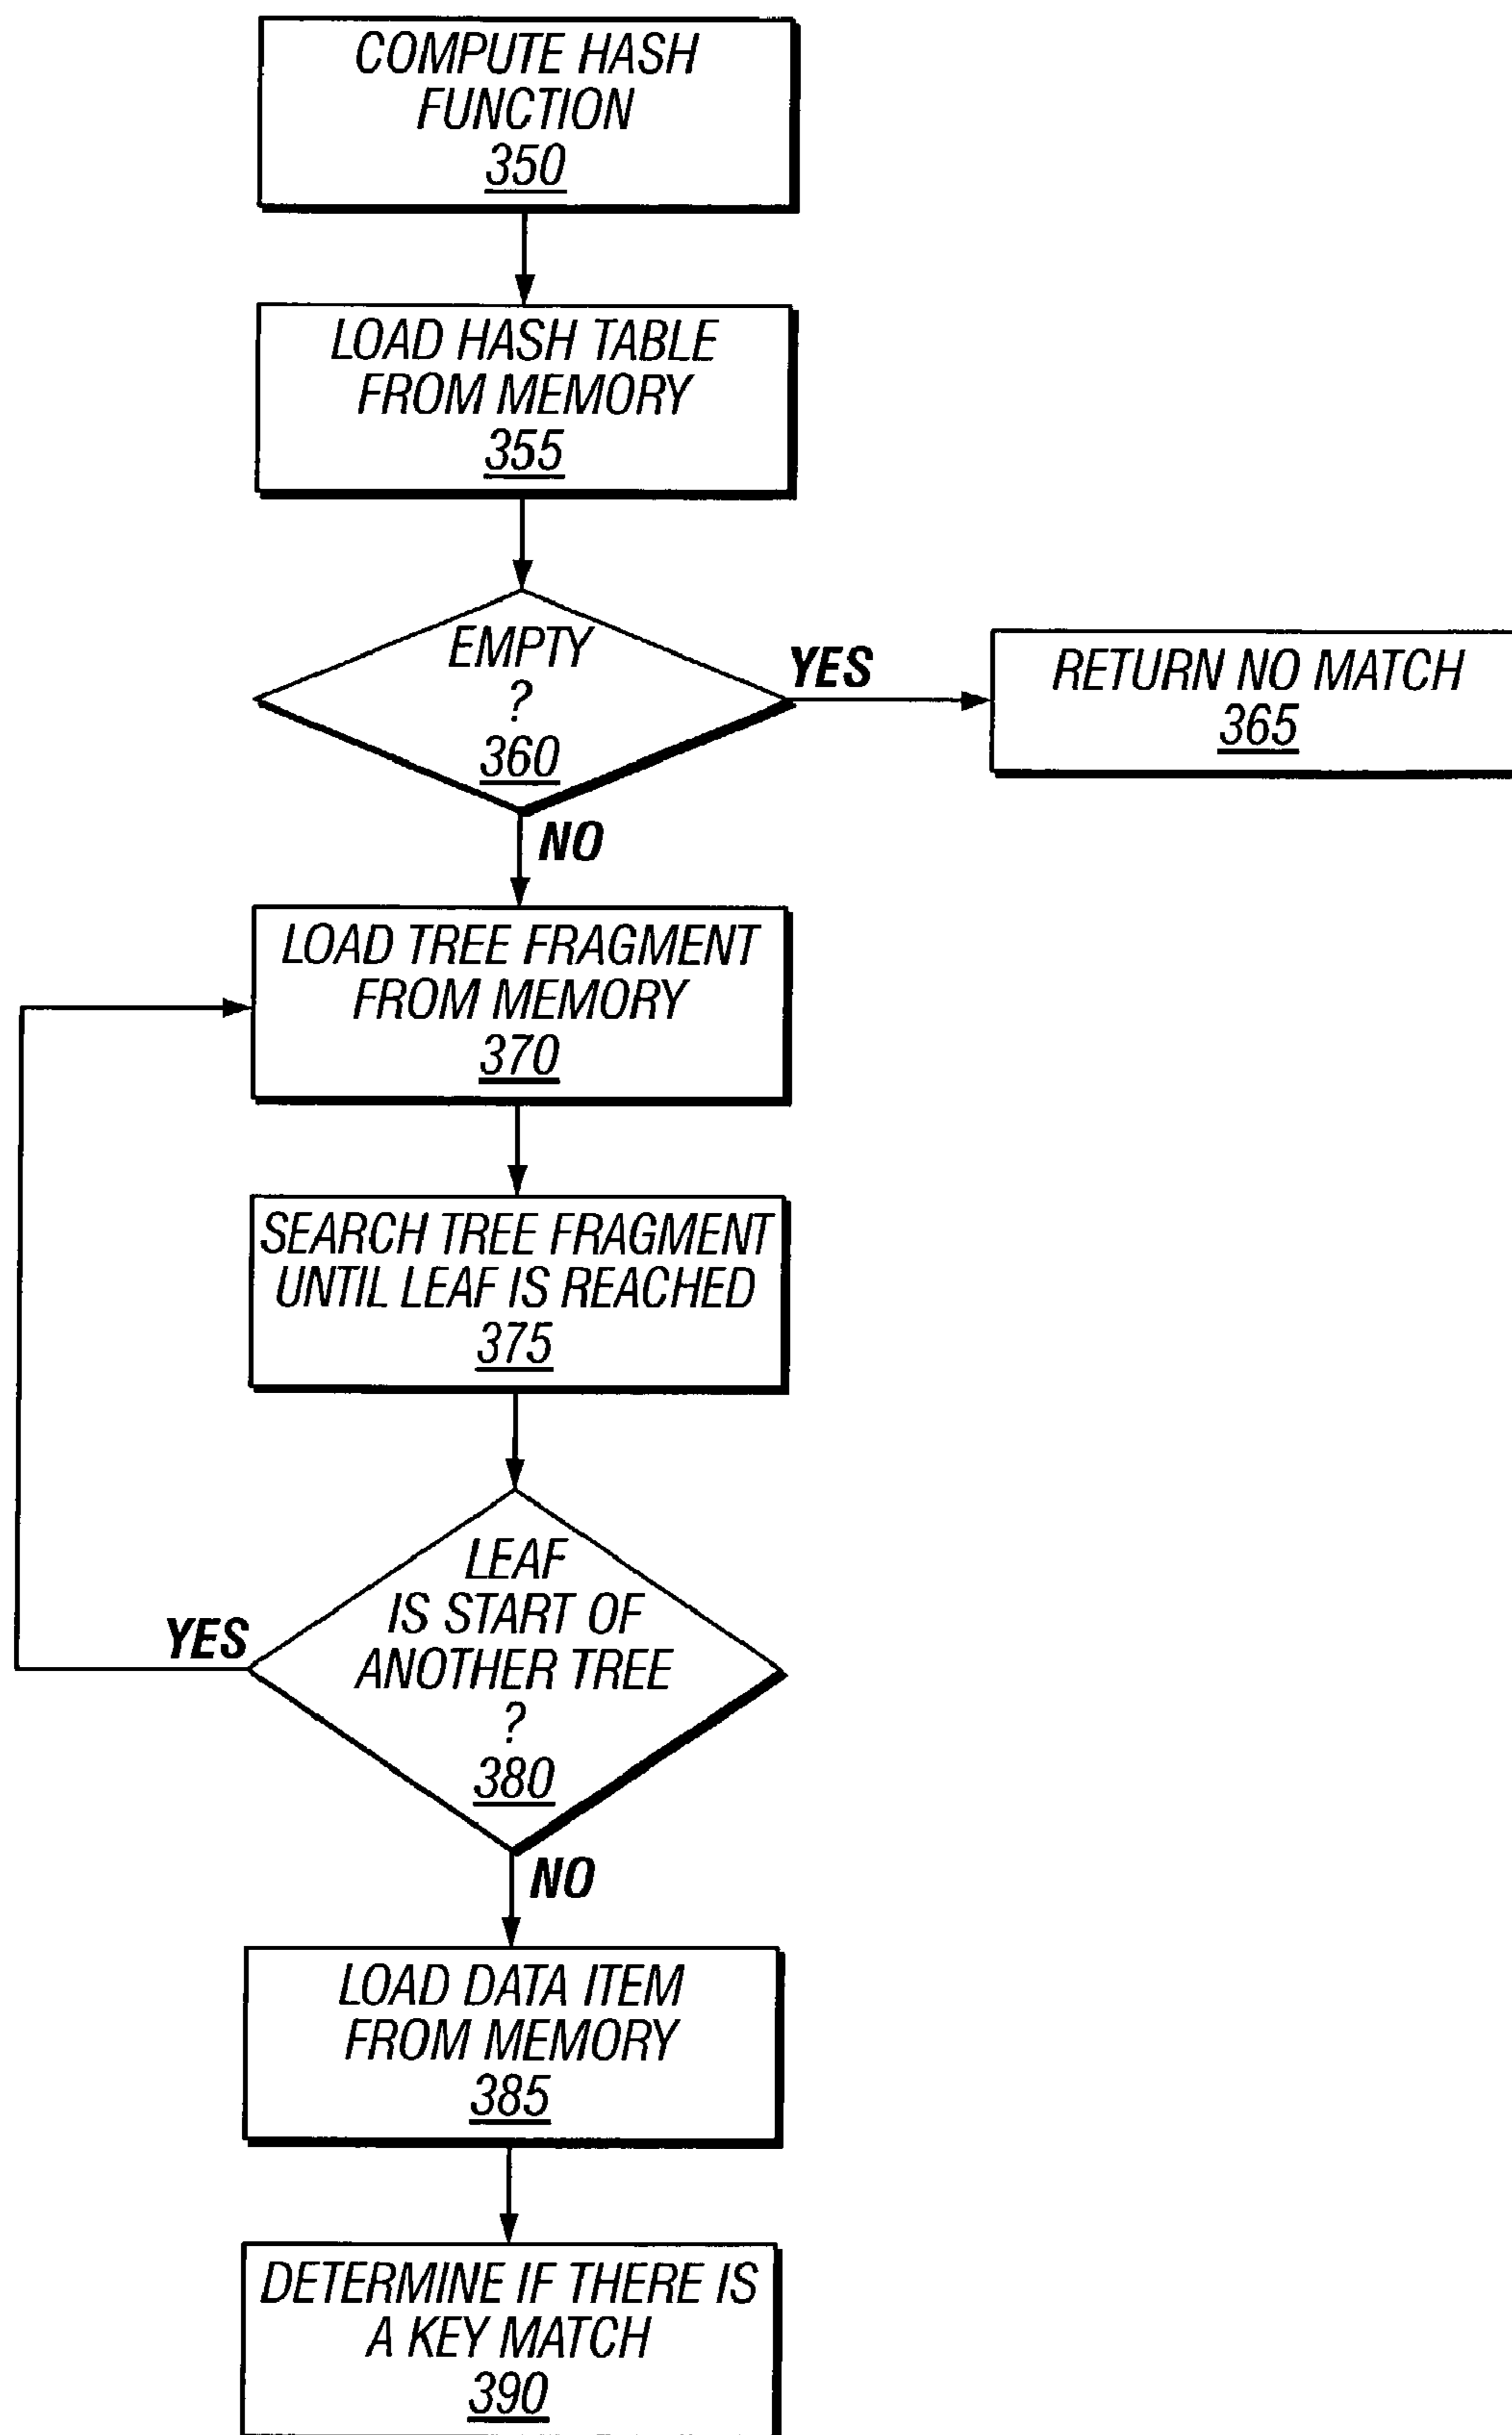 COMPUTE HASH
FUNCTION
350
LOAD HASH TABLE
FROM MEMORY
355
EMPTY
?
360
YES
RETURN NO MATCH
365
NO
LOAD TREE FRAGMENT
FROM MEMORY
370
SEARCH TREE FRAGMENT
UNTIL LEAF IS REACHED
375
LEAF
IS START OF
ANOTHER TREE
?
380
YES
NO
LOAD DATA ITEM
FROM MEMORY
385
DETERMINE IF THERE IS
A KEY MATCH
390